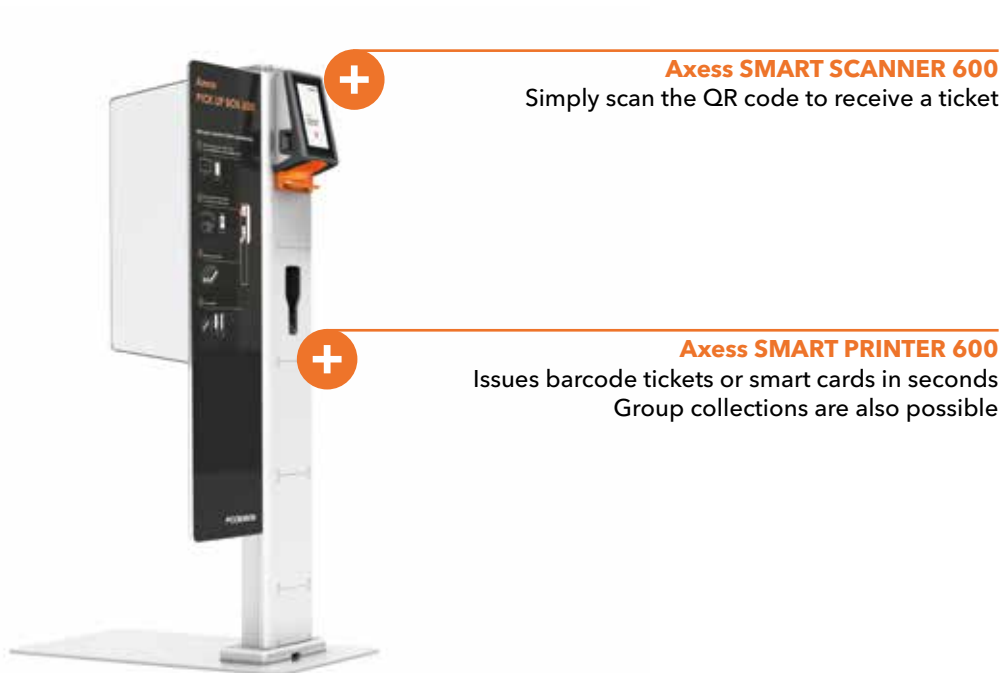 Axess
PICK UP BOX 600
Axess SMART SCANNER 600
Simply scan the QR code to receive a ticket
Axess SMART PRINTER 600
Issues barcode tickets or smart cards in seconds
Group collections are also possible